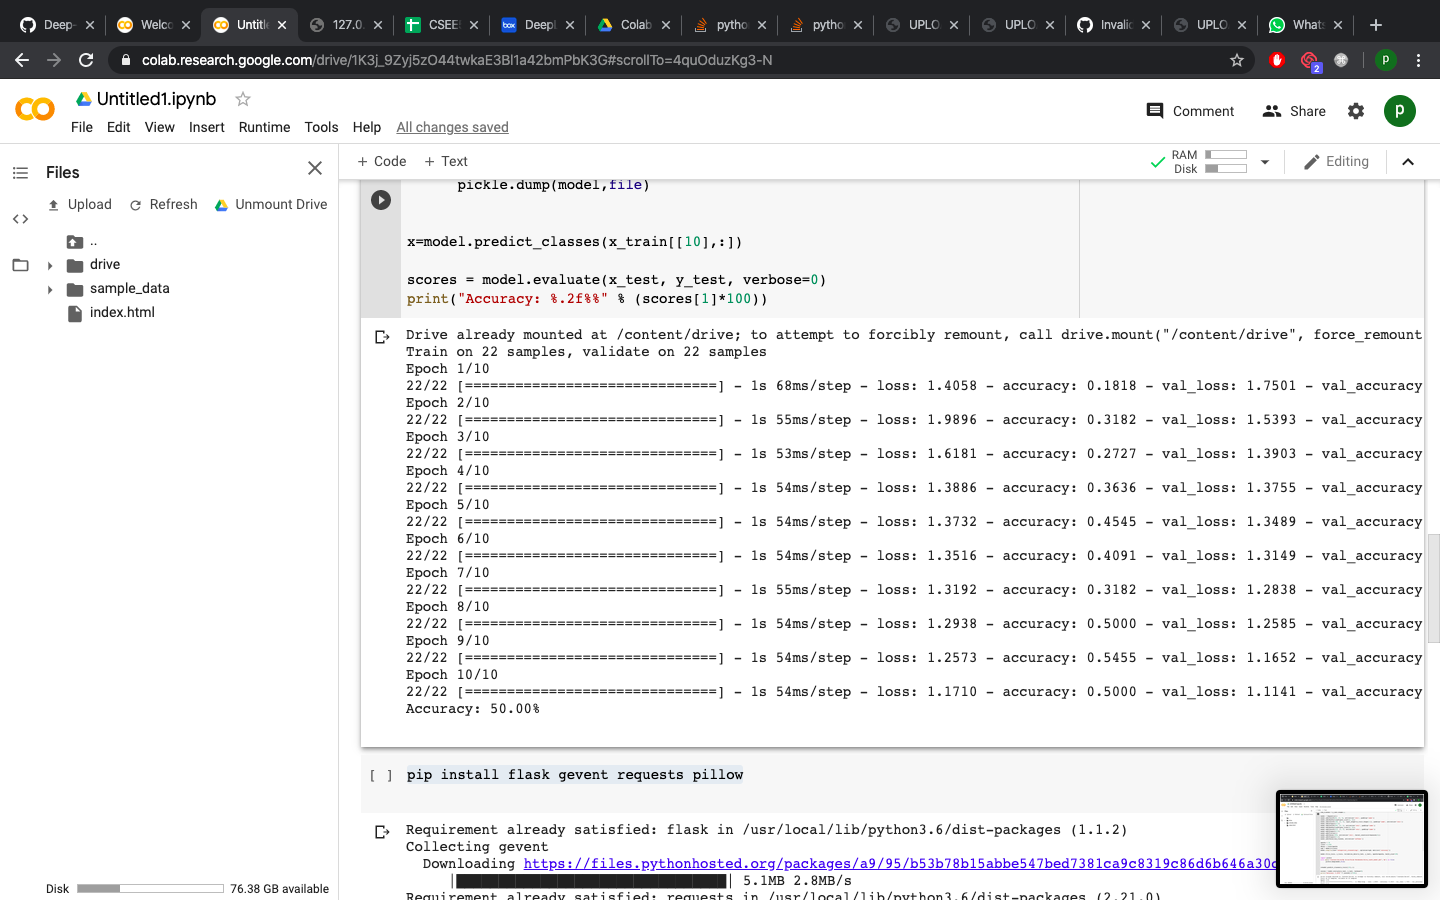 Deep-
Welco
Untitl
127.0.
CSEE
Deepl
Colab
pytho
pytho
UPLO
UPLO
Invalid
UPLO
Whats
colab.research.google.com/drive/1K3j_9Zyj5zO44twkaE3Bl1a42bmPbK3G#scrollTo=4quOduzKg3-N
2
p
Untitled1.ipynb
File Edit View Insert Runtime Tools Help All changes saved
Comment Share p
Files
+ Code + Text
RAM
Disk
Editing
Upload Refresh Unmount Drive
..
drive
sample_data
index.html
pickle.dump(model,file)
x=model.predict_classes(x_train[[10],:])
scores = model.evaluate(x_test, y_test, verbose=0)
print("Accuracy: %.2f%%" % (scores[1]*100))
Drive already mounted at /content/drive; to attempt to forcibly remount, call drive.mount("/content/drive", force_remount
Train on 22 samples, validate on 22 samples
Epoch 1/10
22/22 [==============================] - 1s 68ms/step - loss: 1.4058 - accuracy: 0.1818 - val_loss: 1.7501 - val_accuracy
Epoch 2/10
22/22 [==============================] - 1s 55ms/step - loss: 1.9896 - accuracy: 0.3182 - val_loss: 1.5393 - val_accuracy
Epoch 3/10
22/22 [==============================] - 1s 53ms/step - loss: 1.6181 - accuracy: 0.2727 - val_loss: 1.3903 - val_accuracy
Epoch 4/10
22/22 [==============================] - 1s 54ms/step - loss: 1.3886 - accuracy: 0.3636 - val_loss: 1.3755 - val_accuracy
Epoch 5/10
22/22 [==============================] - 1s 54ms/step - loss: 1.3732 - accuracy: 0.4545 - val_loss: 1.3489 - val_accuracy
Epoch 6/10
22/22 [==============================] - 1s 54ms/step - loss: 1.3516 - accuracy: 0.4091 - val_loss: 1.3149 - val_accuracy
Epoch 7/10
22/22 [==============================] - 1s 55ms/step - loss: 1.3192 - accuracy: 0.3182 - val_loss: 1.2838 - val_accuracy
Epoch 8/10
22/22 [==============================] - 1s 54ms/step - loss: 1.2938 - accuracy: 0.5000 - val_loss: 1.2585 - val_accuracy
Epoch 9/10
22/22 [==============================] - 1s 54ms/step - loss: 1.2573 - accuracy: 0.5455 - val_loss: 1.1652 - val_accuracy
Epoch 10/10
22/22 [==============================] - 1s 54ms/step - loss: 1.1710 - accuracy: 0.5000 - val_loss: 1.1141 - val_accuracy
Accuracy: 50.00%
[ ] pip install flask gevent requests pillow
Requirement already satisfied: flask in /usr/local/lib/python3.6/dist-packages (1.1.2)
Collecting gevent
Downloading https://files.pythonhosted.org/packages/a9/95/b53b78b15abbe547bed7381ca9c8319c86d6b646a30
5.1MB 2.8MB/s
Requirement already satisfied: requests in /usr/local/lib/python3.6/dist-packages (2.21.0)
Disk 76.38 GB available